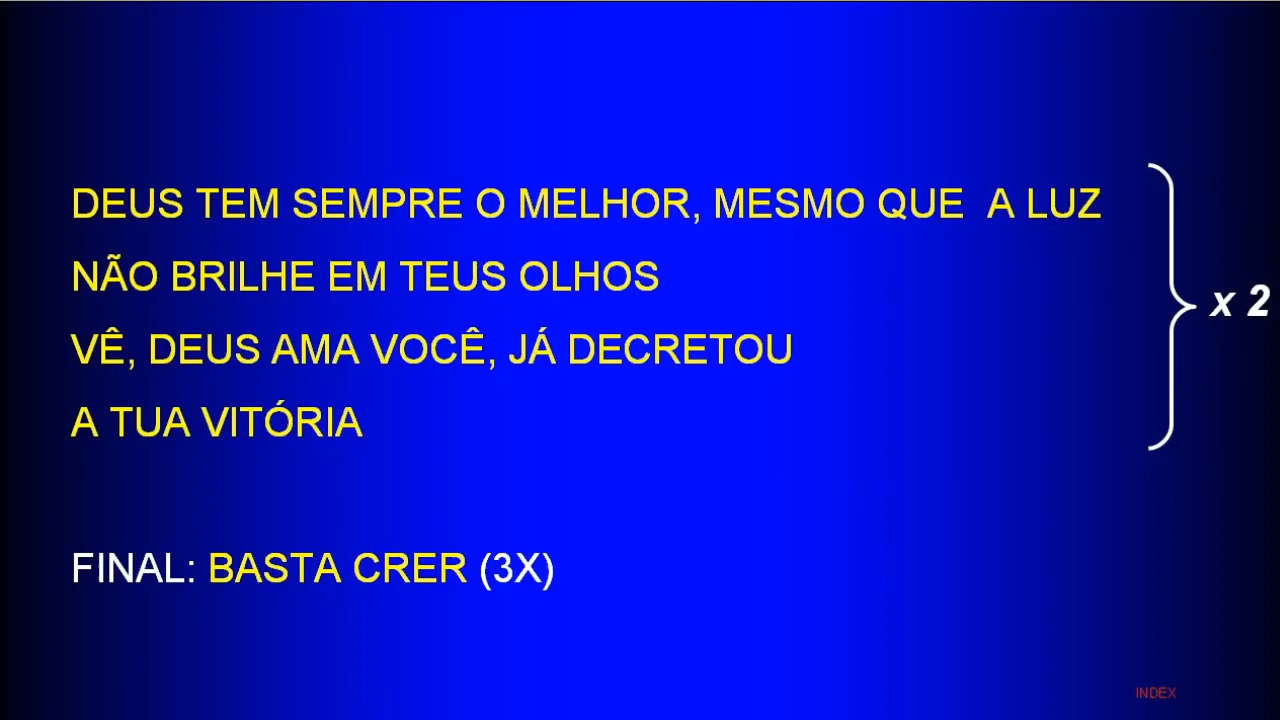 DEUS TEM SEMPRE O MELHOR, MESMO QUE  A LUZ
NÃO BRILHE EM TEUS OLHOS
VÊ, DEUS AMA VOCÊ, JÁ DECRETOU
A TUA VITÓRIA
x 2
FINAL: BASTA CRER (3X)
INDEX